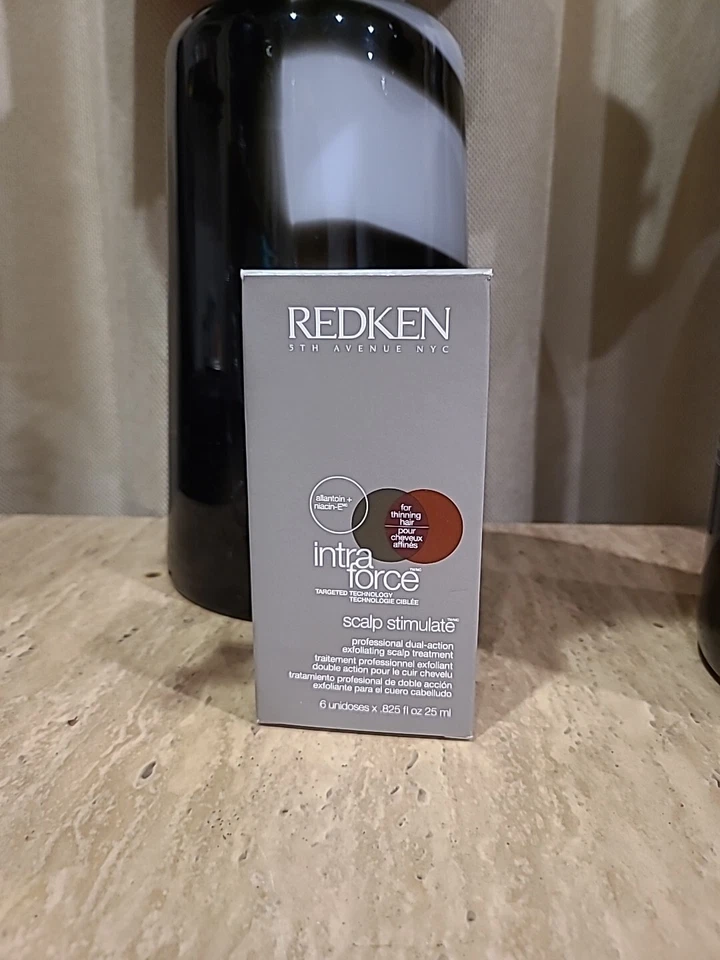 REDKEN
5TH AVENUE NYC
allantoin +
niacin-E
for
thinning
hair
pour
cheveux
affinés
intra
force
TARGETED TECHNOLOGY
TECHNOLOGIE CIBLÉE
scalp stimulate
professional dual-action
exfoliating scalp treatment
traitement professionnel exfoliant
double action pour le cuir chevelu
tratamiento profesional de doble acción
exfoliante para el cuero cabelludo
6 unidoses x .825 fl oz 25 ml